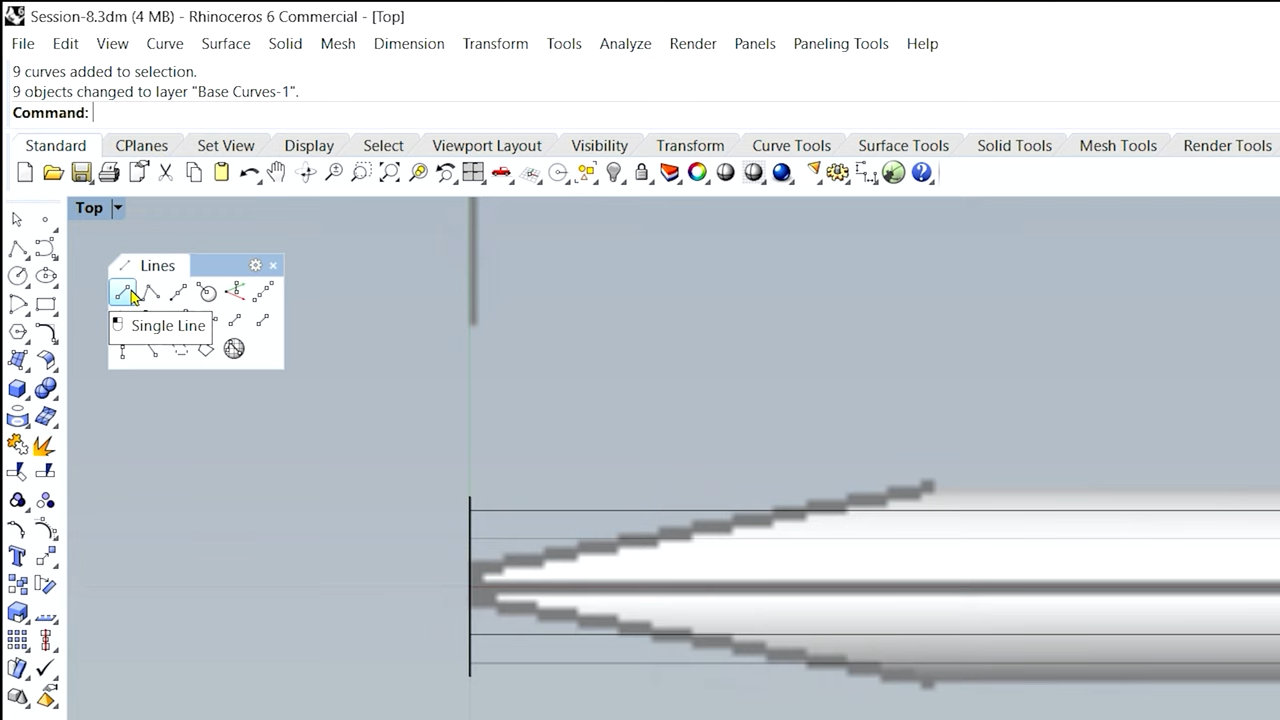 Session-8.3dm (4 MB) - Rhinoceros 6 Commercial - [Top]
File Edit View Curve Surface Solid Mesh Dimension Transform Tools Analyze Render Panels Paneling Tools Help
9 curves added to selection.
9 objects changed to layer "Base Curves-1".
Command:
Standard CPlanes Set View Display Select Viewport Layout Visibility Transform Curve Tools Surface Tools Solid Tools Mesh Tools Render Tools
Top
Lines
Single Line